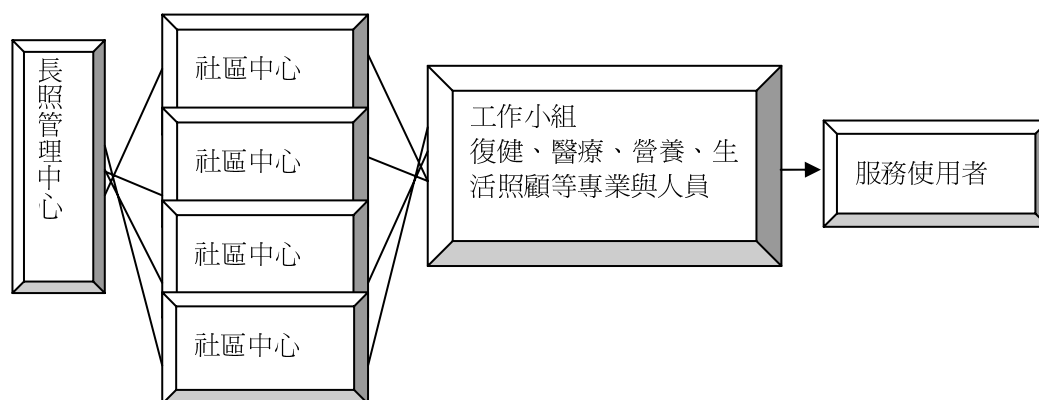 長照管理中心
社區中心
社區中心
社區中心
社區中心
工作小組
復健、醫療、營養、生
活照顧等專業與人員
服務使用者